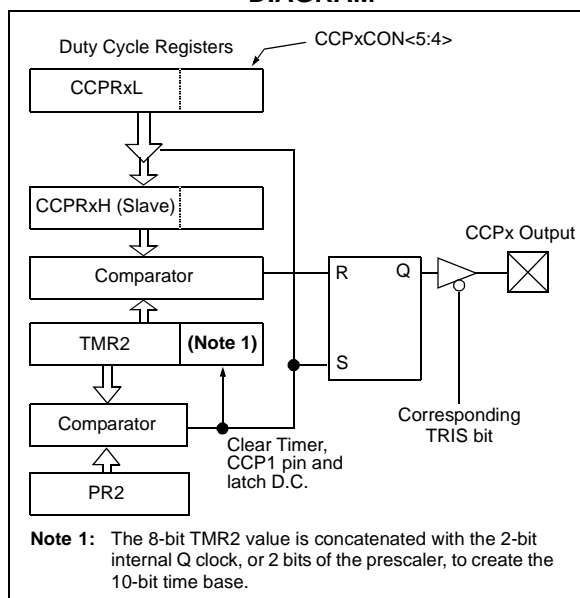 DIAGRAM
Duty Cycle Registers
CCPxCON<5:4>
CCPRxL
CCPRxH (Slave)
CCPx Output
Comparator
R
Q
TMR2
(Note 1)
S
Comparator
Clear Timer,
CCP1 pin and
latch D.C.
Corresponding
TRIS bit
PR2
Note 1: The 8-bit TMR2 value is concatenated with the 2-bit
internal Q clock, or 2 bits of the prescaler, to create the
10-bit time base.